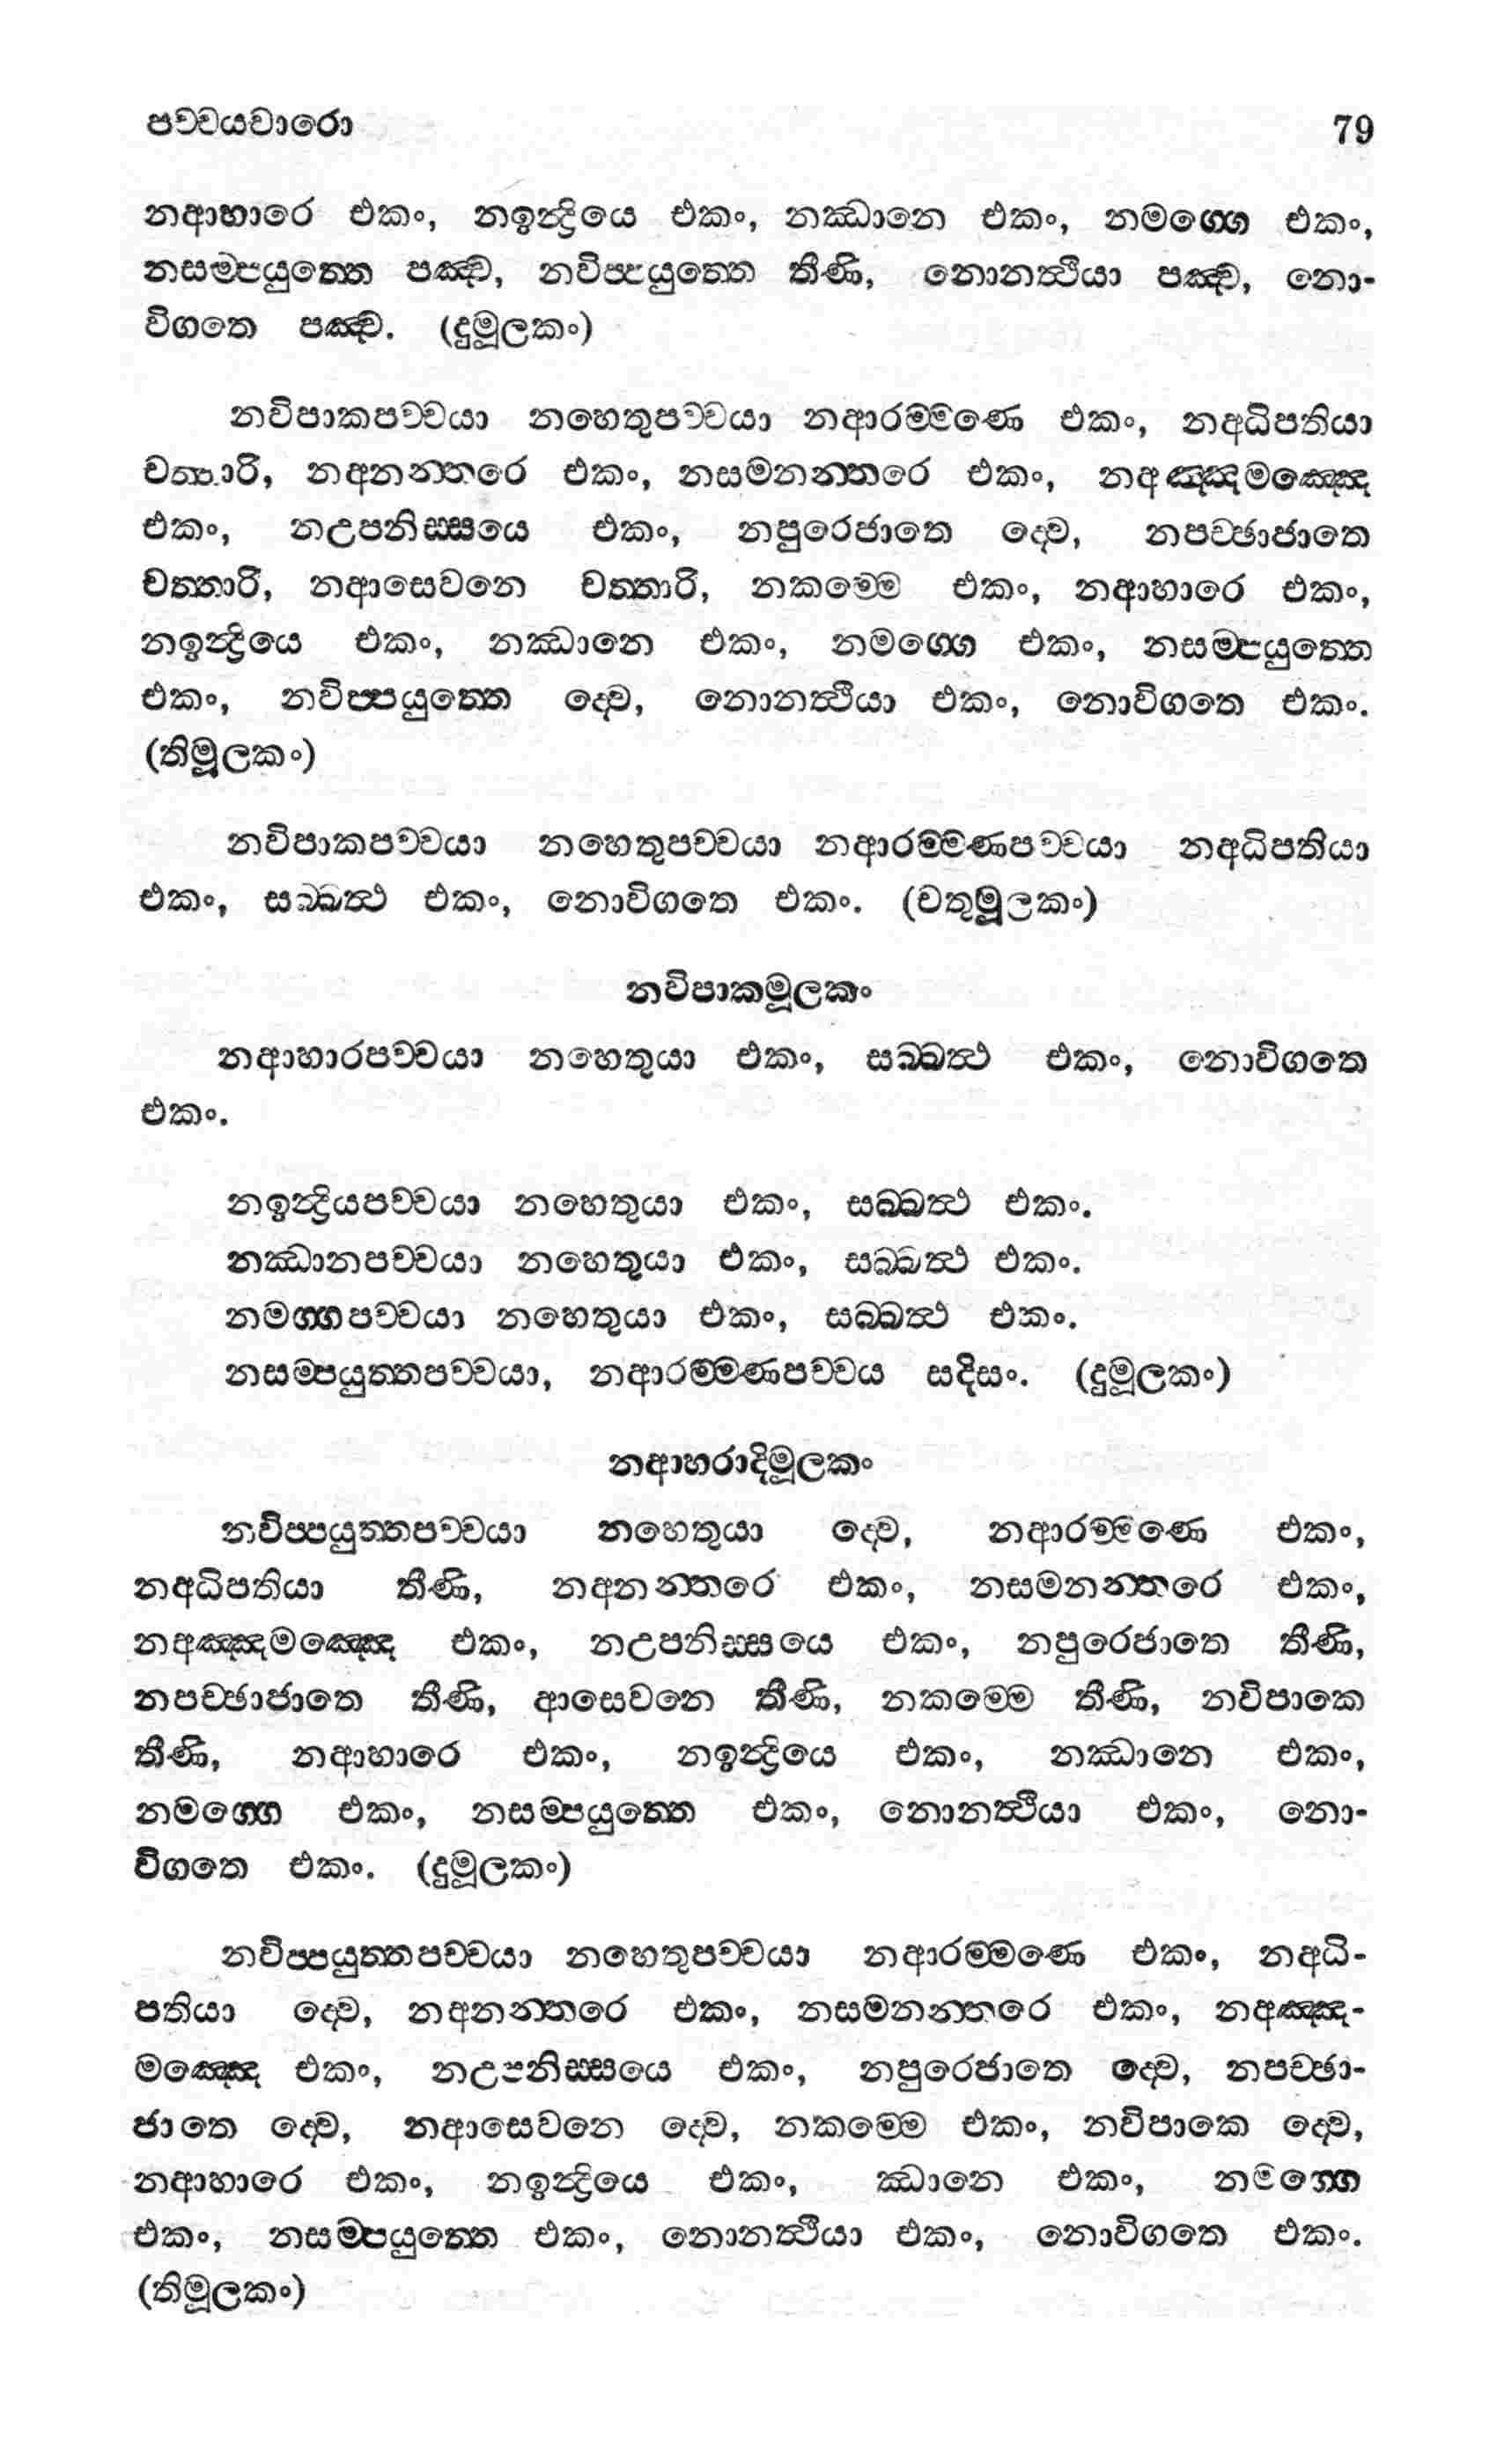 පච්චයවාරො 79
නආහාරෙ එකං, නඉන්ද්‍රියෙ එකං, නඣානෙ එකං, නමග්ගෙ එකං,
නසම්පයුත්තෙ පඤ්ච, නවිප්පයුත්තෙ තීණි, නොනත්ථියා පඤ්ච, නො-
විගතෙ පඤ්ච. (දුමූලකං)
නවිපාකපච්චයා නහෙතුපච්චයා නආරම්මණෙ එකං, නඅධිපතියා
චත්තාරි, නඅනන්තරෙ එකං, නසමනන්තරෙ එකං, නඅඤ්ඤමඤ්ඤෙ
එකං, නඋපනිස්සයෙ එකං, නපුරෙජාතෙ ද්වෙ, නපච්ඡාජාතෙ
චත්තාරි, නආසෙවනෙ චත්තාරි, නකම්මෙ එකං, නආහාරෙ එකං,
නඉන්ද්‍රියෙ එකං, නඣානෙ එකං, නමග්ගෙ එකං, නසම්පයුත්තෙ
එකං, නවිප්පයුත්තෙ ද්වෙ, නොනත්ථියා එකං, නොවිගතෙ එකං.
(තිමූලකං)
නවිපාකපච්චයා නහෙතුපච්චයා නආරම්මණපච්චයා නඅධිපතියා
එකං, සබ්බත්ථ එකං, නොවිගතෙ එකං. (චතුමූලකං)
නවිපාකමූලකං
නආහාරපච්චයා නහෙතුයා එකං, සබ්බත්ථ එකං, නොවිගතෙ
එකං.
නඉන්ද්‍රියපච්චයා නහෙතුයා එකං, සබ්බත්ථ එකං.
නඣානපච්චයා නහෙතුයා එකං, සබ්බත්ථ එකං.
නමග්ගපච්චයා නහෙතුයා එකං, සබ්බත්ථ එකං.
නසම්පයුත්තපච්චයා, නආරම්මණපච්චය සදිසං. (දුමූලකං)
නආහරාදිමූලකං
නවිප්පයුත්තපච්චයා නහෙතුයා ද්වෙ, නආරම්මණෙ එකං,
නඅධිපතියා තීණි, නඅනන්තරෙ එකං, නසමනන්තරෙ එකං,
නඅඤ්ඤමඤ්ඤෙ එකං, නඋපනිස්සයෙ එකං, නපුරෙජාතෙ තීණි,
නපච්ඡාජාතෙ තීණි, ආසෙවනෙ තීණි, නකම්මෙ තීණි, නවිපාකෙ
තීණි, නආහාරෙ එකං, නඉන්ද්‍රියෙ එකං, නඣානෙ එකං,
නමග්ගෙ එකං, නසම්පයුත්තෙ එකං, නොනත්ථියා එකං, නො-
විගතෙ එකං. (දුමූලකං)
නවිප්පයුත්තපච්චයා නහෙතුපච්චයා නආරම්මණෙ එකං, නඅධි-
පතියා ද්වෙ, නඅනන්තරෙ එකං, නසමනන්තරෙ එකං, නඅඤ්ඤ-
මඤ්ඤෙ එකං, නඋපනිස්සයෙ එකං, නපුරෙජාතෙ ද්වෙ, නපච්ඡා-
ජාතෙ ද්වෙ, නආසෙවනෙ ද්වෙ, නකම්මෙ එකං, නවිපාකෙ ද්වෙ,
නආහාරෙ එකං, නඉන්ද්‍රියෙ එකං, ඣානෙ එකං, නමග්ගෙ
එකං, නසම්පයුත්තෙ එකං, නොනත්ථියා එකං, නොවිගතෙ එකං.
(තිමූලකං)